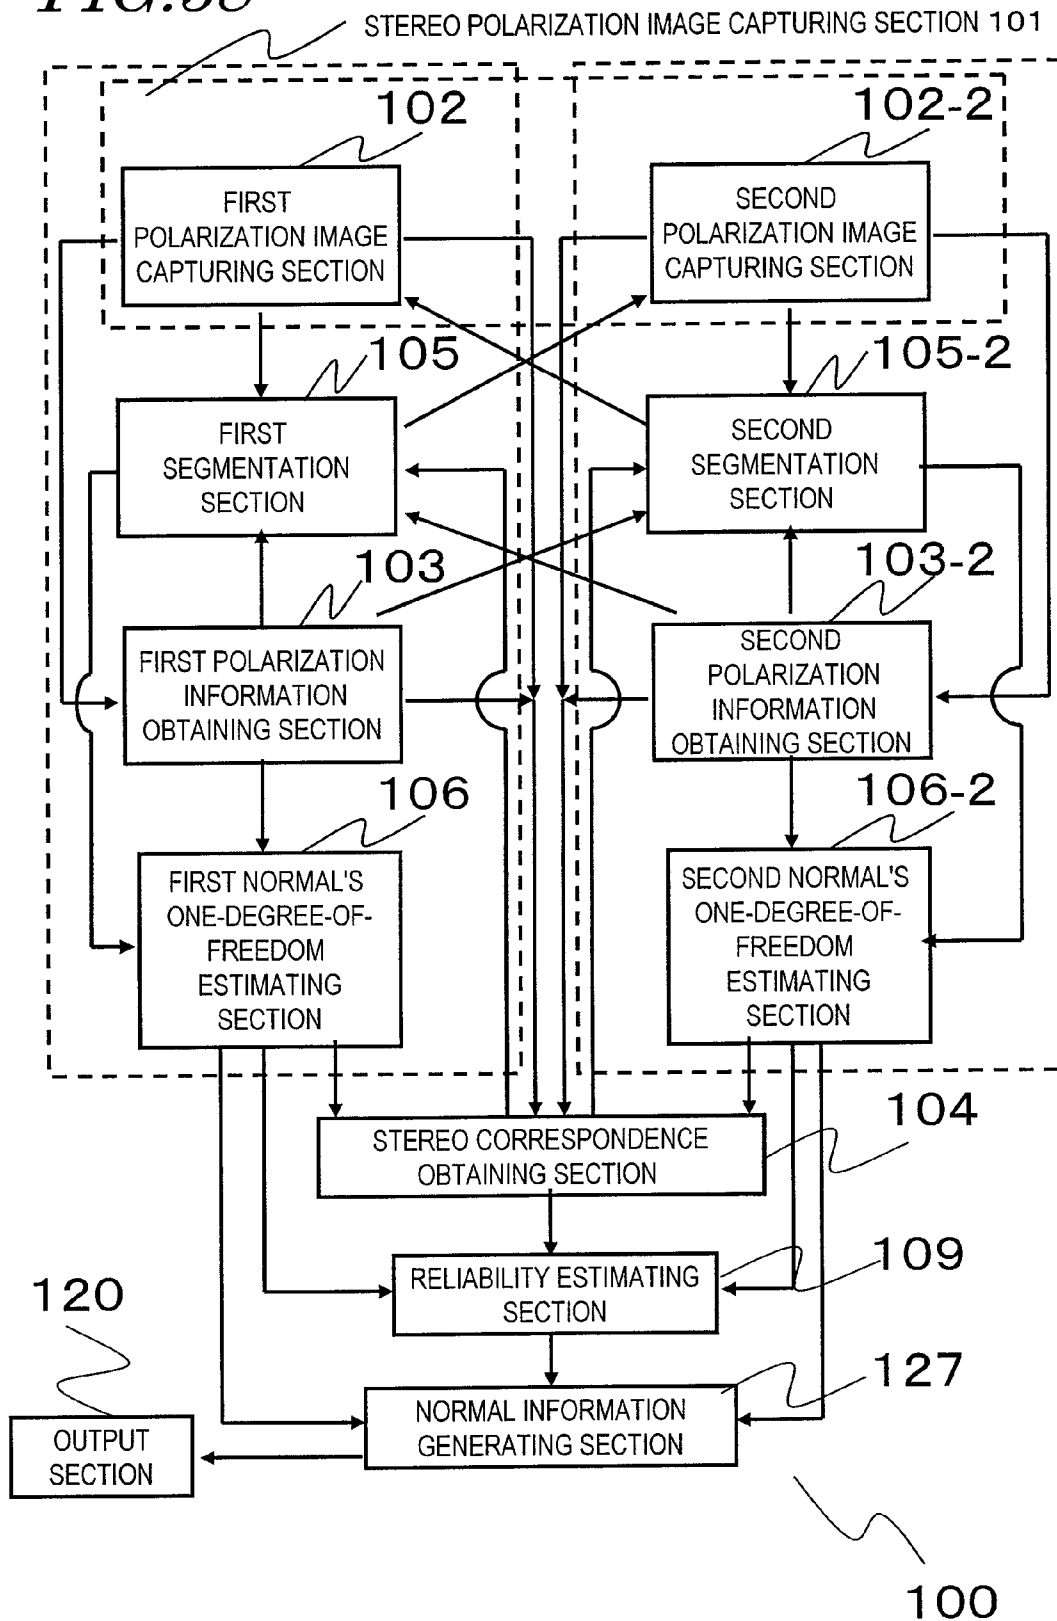 STEREO POLARIZATION IMAGE CAPTURING SECTION 101
102
102-2
FIRST
POLARIZATION IMAGE
CAPTURING SECTION
SECOND
POLARIZATION IMAGE
CAPTURING SECTION
105
105-2
FIRST
SEGMENTATION
SECTION
SECOND
SEGMENTATION
SECTION
103
103-2
FIRST POLARIZATION
INFORMATION
OBTAINING SECTION
SECOND
POLARIZATION
INFORMATION
OBTAINING SECTION
106
106-2
FIRST NORMAL'S
ONE-DEGREE-OF-
FREEDOM
ESTIMATING
SECTION
SECOND NORMAL'S
ONE-DEGREE-OF-
FREEDOM
ESTIMATING
SECTION
104
STEREO CORRESPONDENCE
OBTAINING SECTION
109
RELIABILITY ESTIMATING
SECTION
120
127
NORMAL INFORMATION
GENERATING SECTION
OUTPUT
SECTION
100